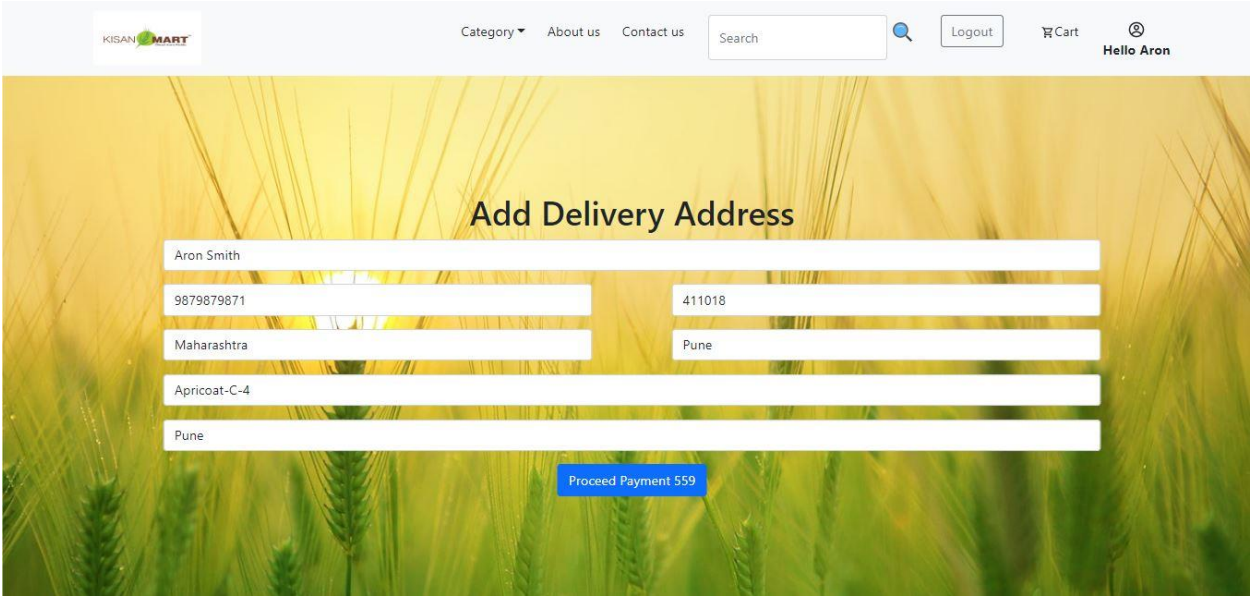 KISAN MART
Category About us Contact us Search Logout Cart
Hello Aron
Add Delivery Address
Aron Smith
9879879871 411018
Maharashtra Pune
Apricoat-C-4
Pune
Proceed Payment 559